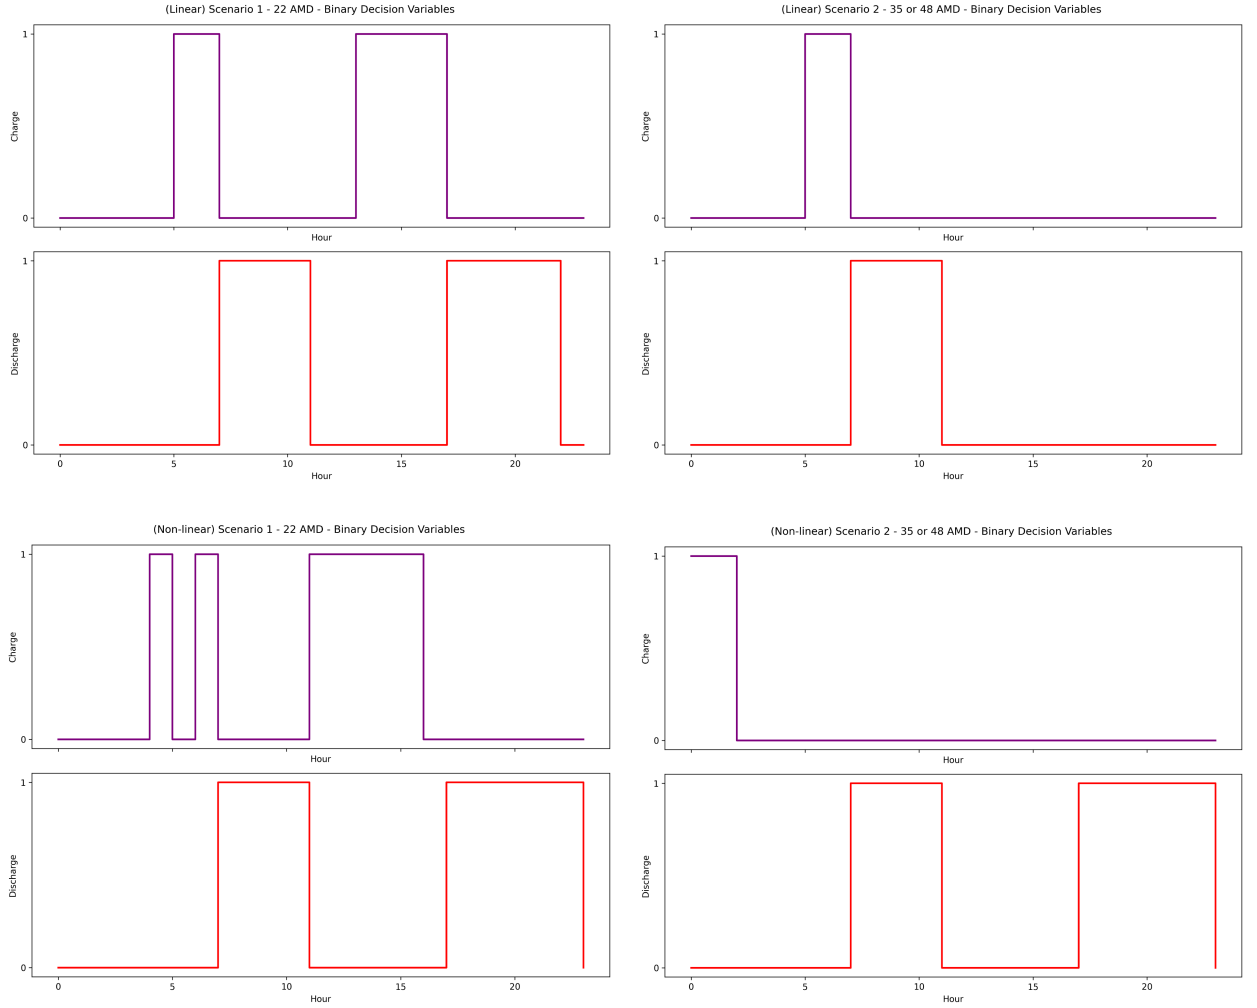 (Linear) Scenario 1 - 22 AMD - Binary Decision Variables
1
Charge
0
Hour
1
Discharge
0
0 5 10 15 20
Hour
(Linear) Scenario 2 - 35 or 48 AMD - Binary Decision Variables
1
Charge
0
Hour
1
Discharge
0
0 5 10 15 20
Hour
(Non-linear) Scenario 1 - 22 AMD - Binary Decision Variables
1
Charge
0
Hour
1
Discharge
0
0 5 10 15 20
Hour
(Non-linear) Scenario 2 - 35 or 48 AMD - Binary Decision Variables
1
Charge
0
Hour
1
Discharge
0
0 5 10 15 20
Hour